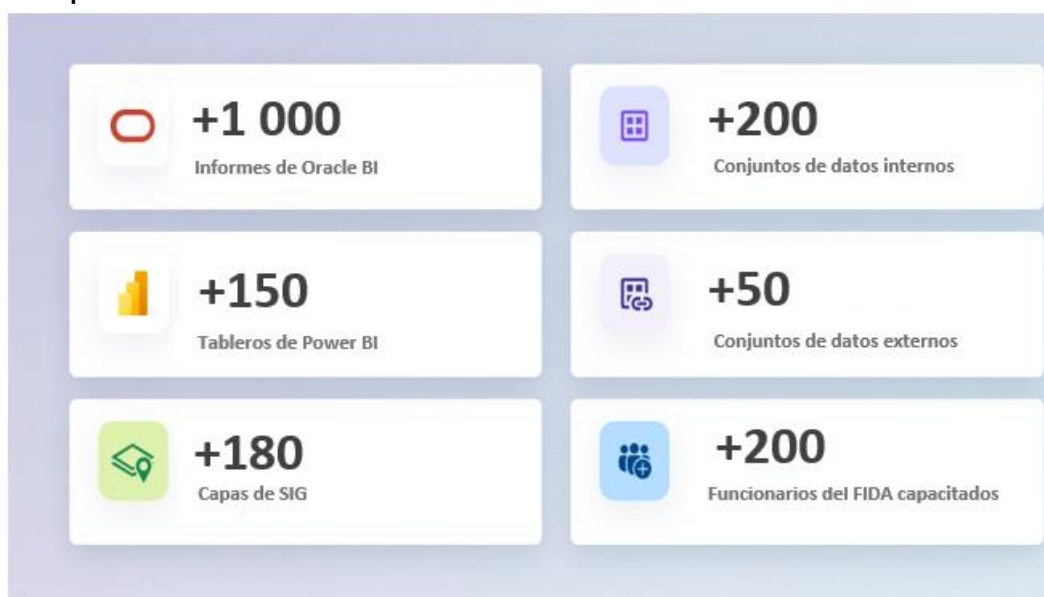 +1 000
Informes de Oracle BI
+200
Conjuntos de datos internos
+150
Tableros de Power BI
+50
Conjuntos de datos externos
+180
Capas de SIG
+200
Funcionarios del FIDA capacitados